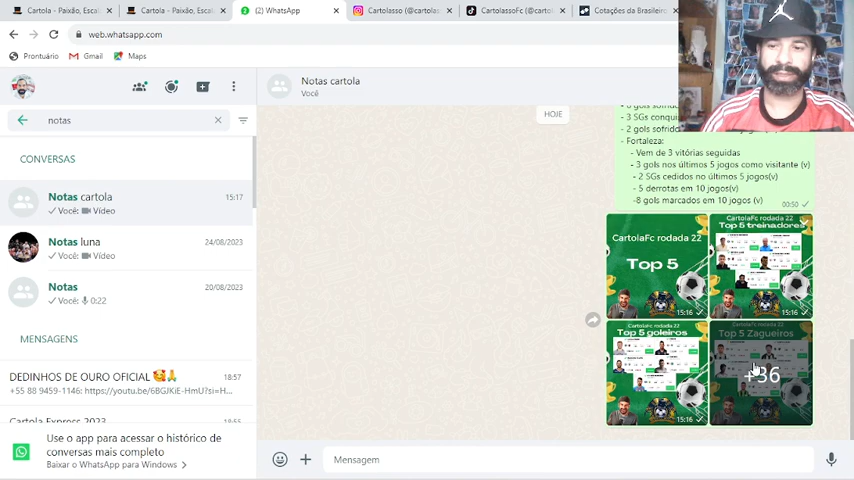 Cartola - Paixão, Escal
Cartola - Paixão, Escal
(2) WhatsApp
Cartolasso (@cartolas
CartolassoFc (@cartol
Cotações da Brasileiro
web.whatsapp.com
Prontuário
Gmail
Maps
Notas cartola
Você
notas
HOJE
CONVERSAS
Notas cartola
15:17
Você: Vídeo
Notas luna
24/08/2023
Você: Vídeo
Notas
20/08/2023
Você: 0:22
MENSAGENS
DEDINHOS DE OURO OFICIAL 🥰🙏
18:57
+55 88 9459-1146: https://youtu.be/6BGJKiE-HmU?si=H...
Cartola Express 2023
18:55
Use o app para acessar o histórico de
conversas mais completo
Baixar o WhatsApp para Windows
- 3 SGs conqui
- 2 gols sofrido
- Fortaleza:
- Vem de 3 vitórias seguidas
- 3 gols nos últimos 5 jogos como visitante (v)
- 2 SGs cedidos no últimos 5 jogos(v)
- 5 derrotas em 10 jogos(v)
-8 gols marcados em 10 jogos (v)
00:50
CartolaFc rodada 22
Top 5
15:16
CartolaFc rodada 22
Top 5 treinadores
15:16
CartolaFc rodada 22
Top 5 goleiros
15:16
CartolaFc rodada 22
Top 5 Zagueiros
+36
Mensagem